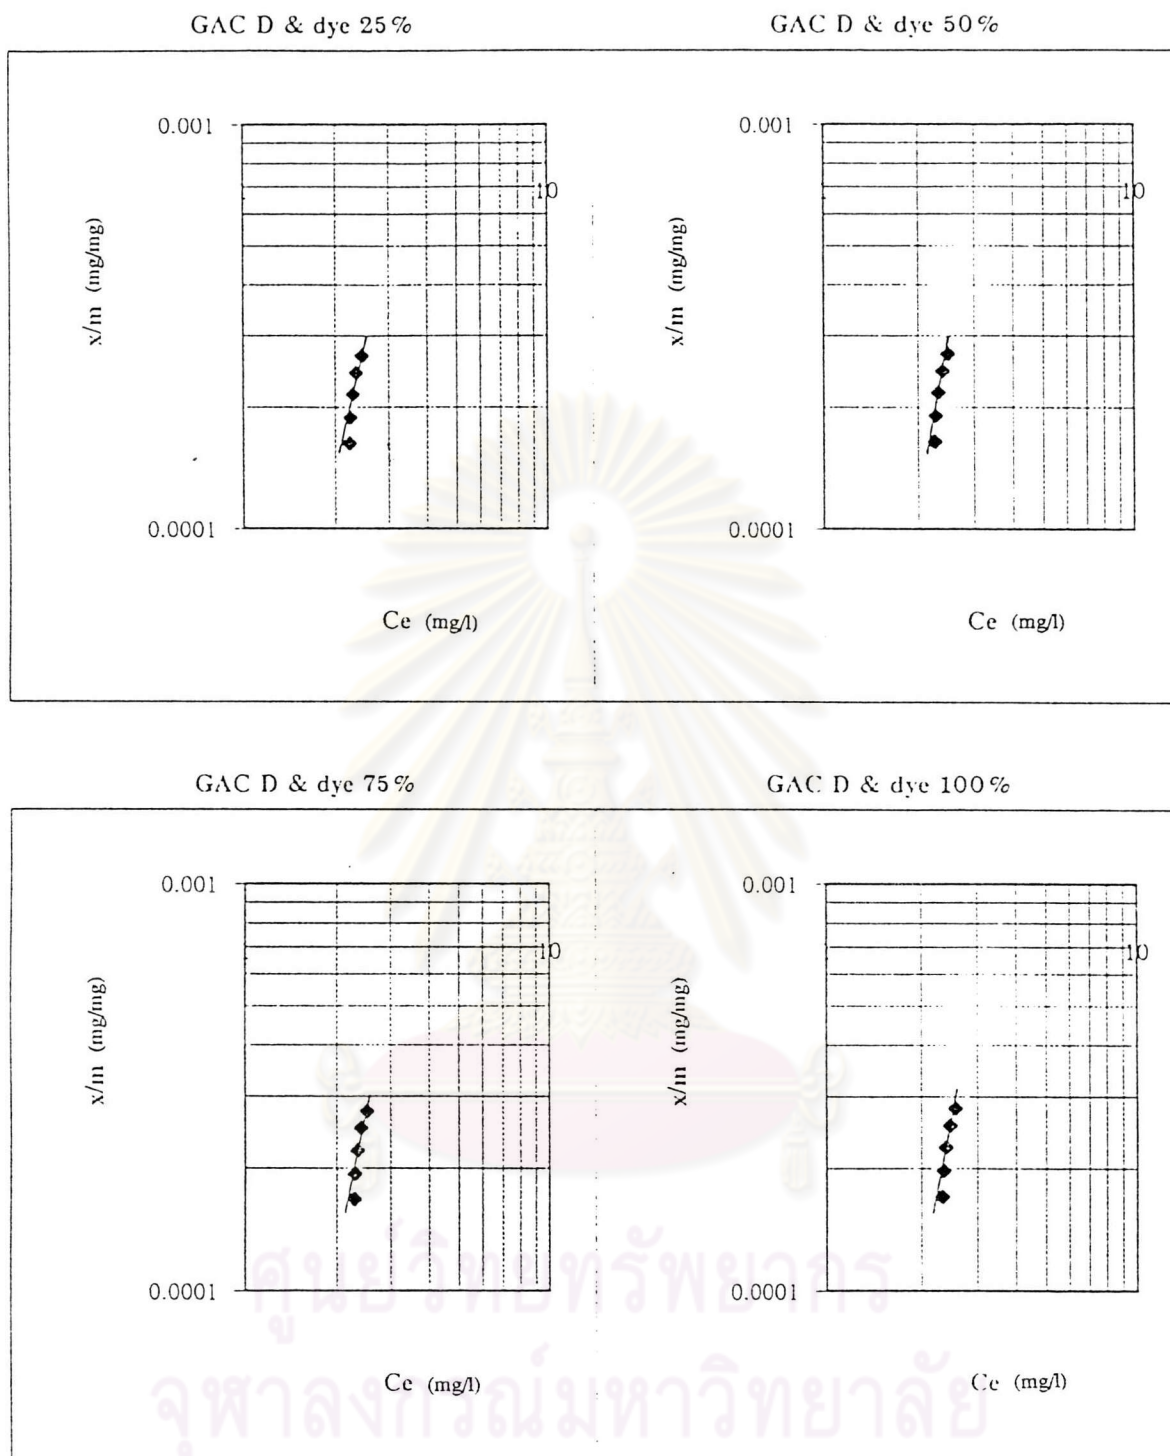 GAC D & dye 25%
GAC D & dye 50%
0.001
10
x/m (mg/mg)
0.0001
Ce (mg/l)
0.001
10
x/m (mg/mg)
0.0001
Ce (mg/l)
GAC D & dye 75%
GAC D & dye 100%
0.001
10
x/m (mg/mg)
0.0001
Ce (mg/l)
0.001
10
x/m (mg/mg)
0.0001
Ce (mg/l)
ศูนย์วิทยทรัพยากร
จุฬาลงกรณ์มหาวิทยาลัย